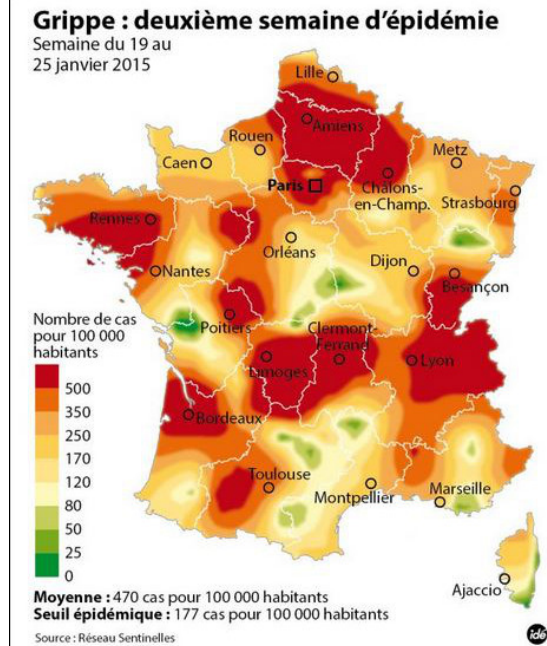 Grippe : deuxième semaine d'épidémie
Semaine du 19 au
25 janvier 2015
Lille
Amiens
Rouen
Caen
Metz
Paris
Châlons-
en-Champ.
Strasbourg
Rennes
Orléans
Dijon
Nantes
Besançon
Poitiers
Clermont-
Ferrand
Limoges
Lyon
Bordeaux
Toulouse
Montpellier
Marseille
Ajaccio
Nombre de cas
pour 100 000
habitants
500
350
250
170
120
80
50
25
0
Moyenne : 470 cas pour 100 000 habitants
Seuil épidémique : 177 cas pour 100 000 habitants
Source : Réseau Sentinelles
idé